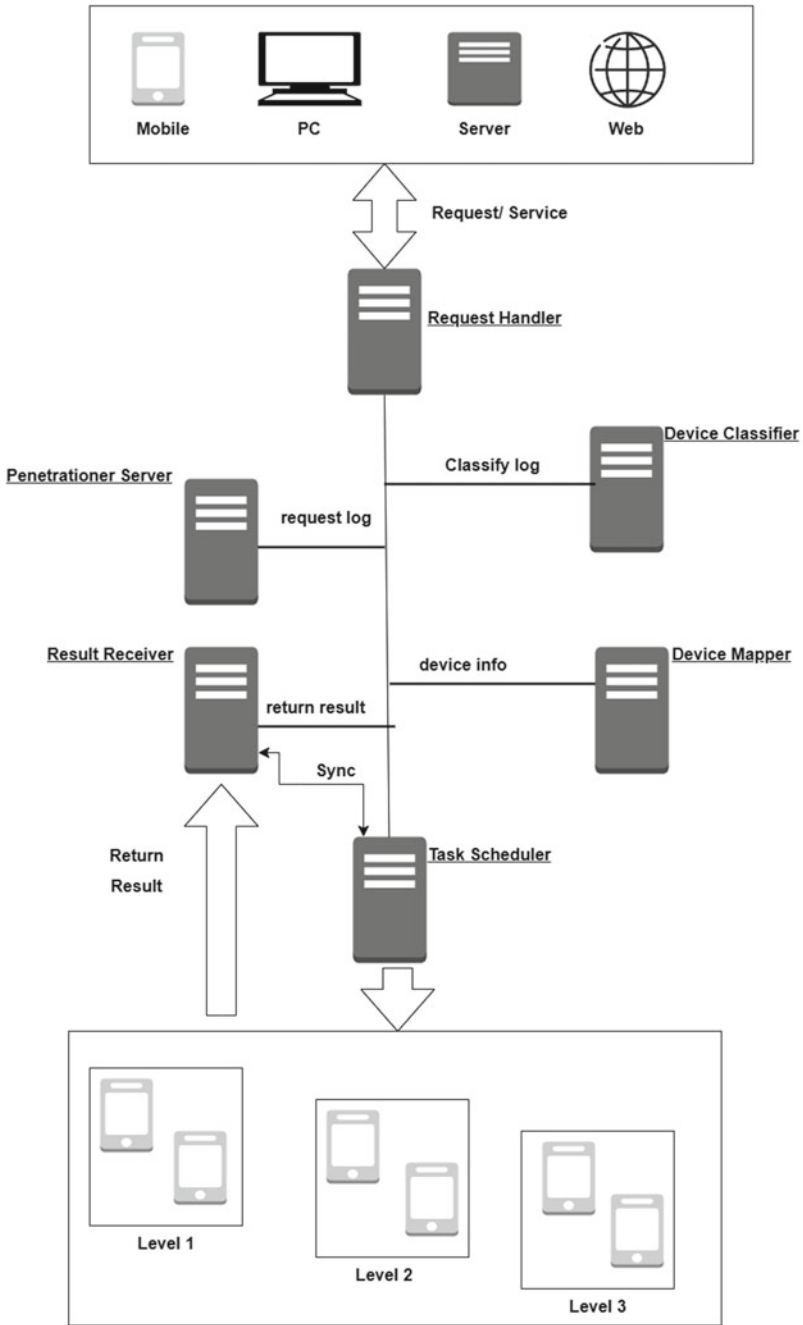 Mobile
PC
Server
Web
Request/ Service
Request Handler
Device Classifier
Classify log
Penetrationer Server
request log
Result Receiver
device info
Device Mapper
return result
Sync
Return
Result
Task Scheduler
Level 1
Level 2
Level 3